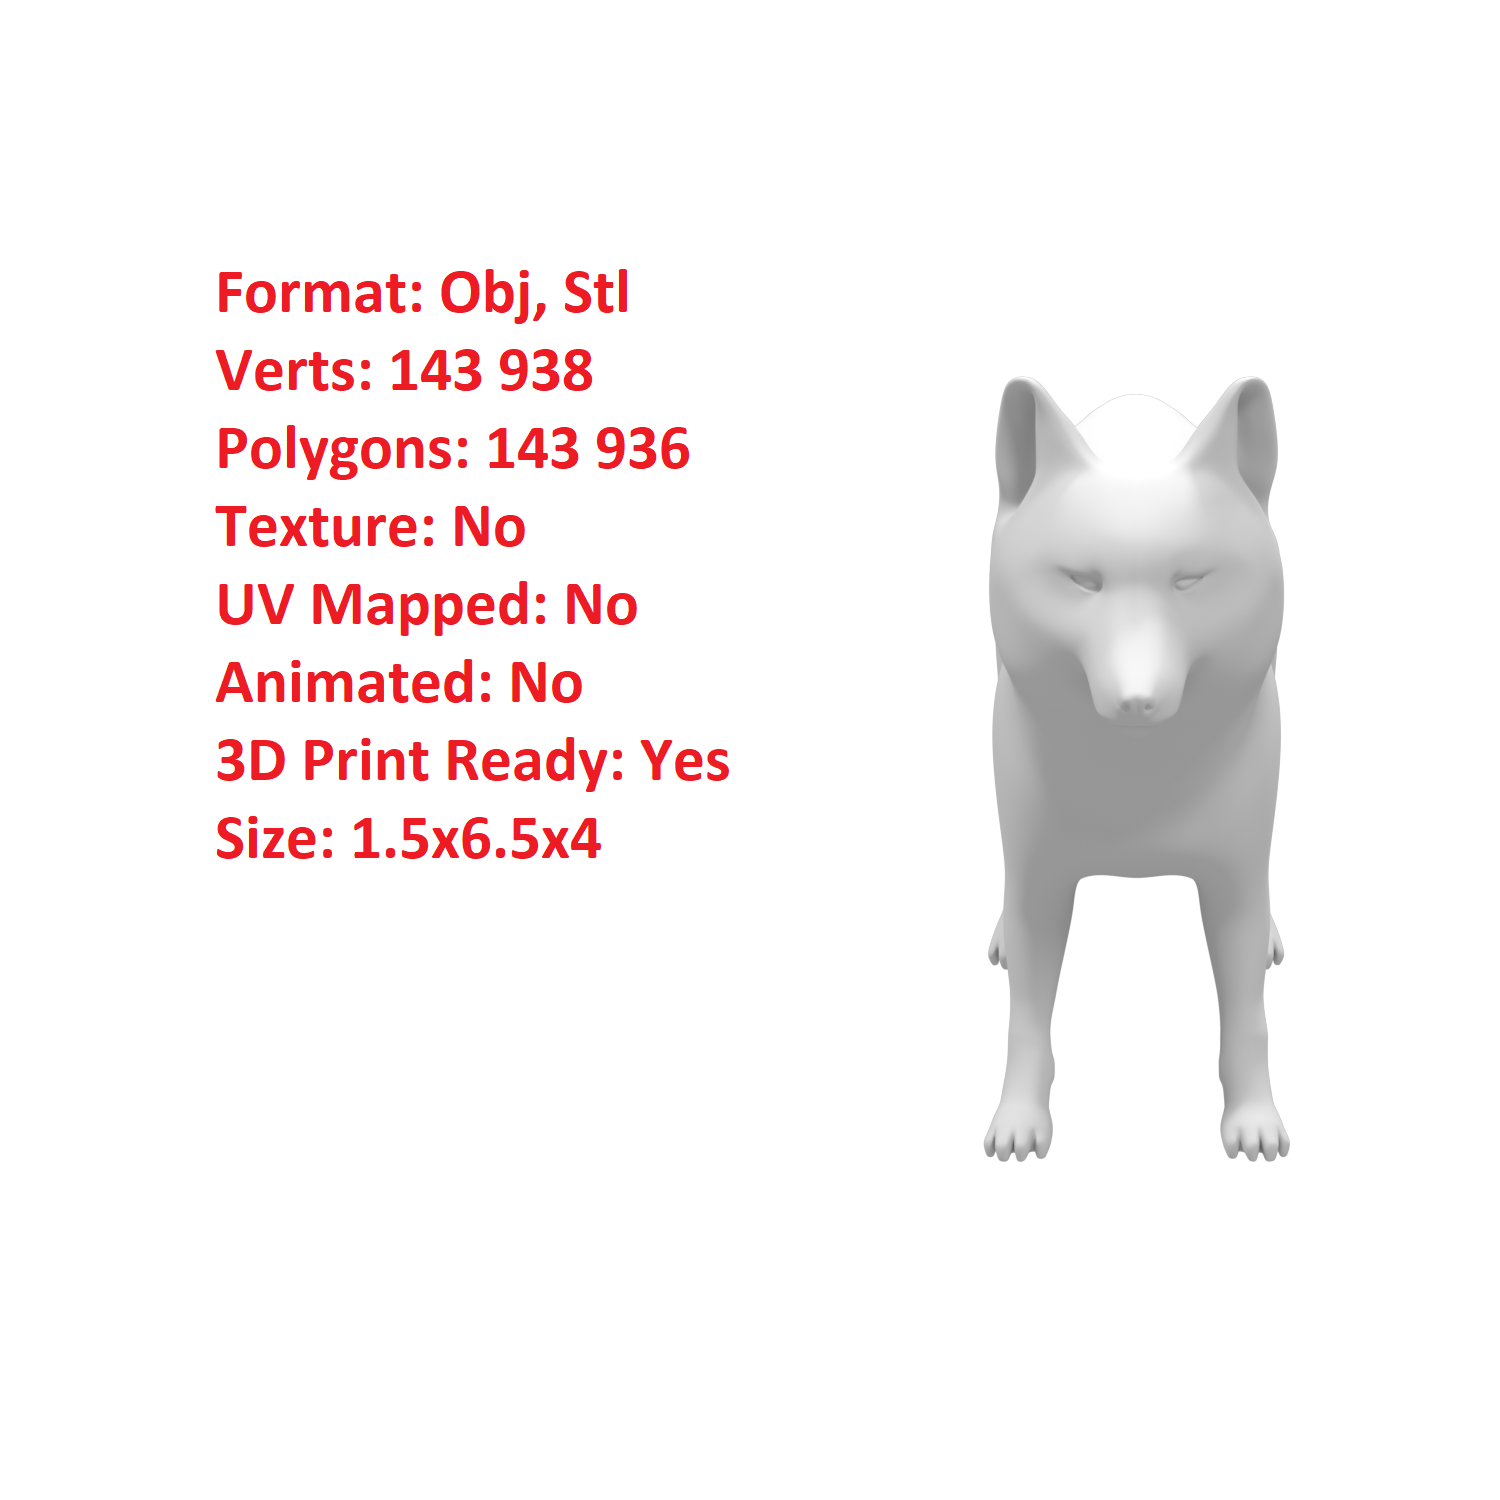 Format: Obj, Stl
Verts: 143 938
Polygons: 143 936
Texture: No
UV Mapped: No
Animated: No
3D Print Ready: Yes
Size: 1.5x6.5x4